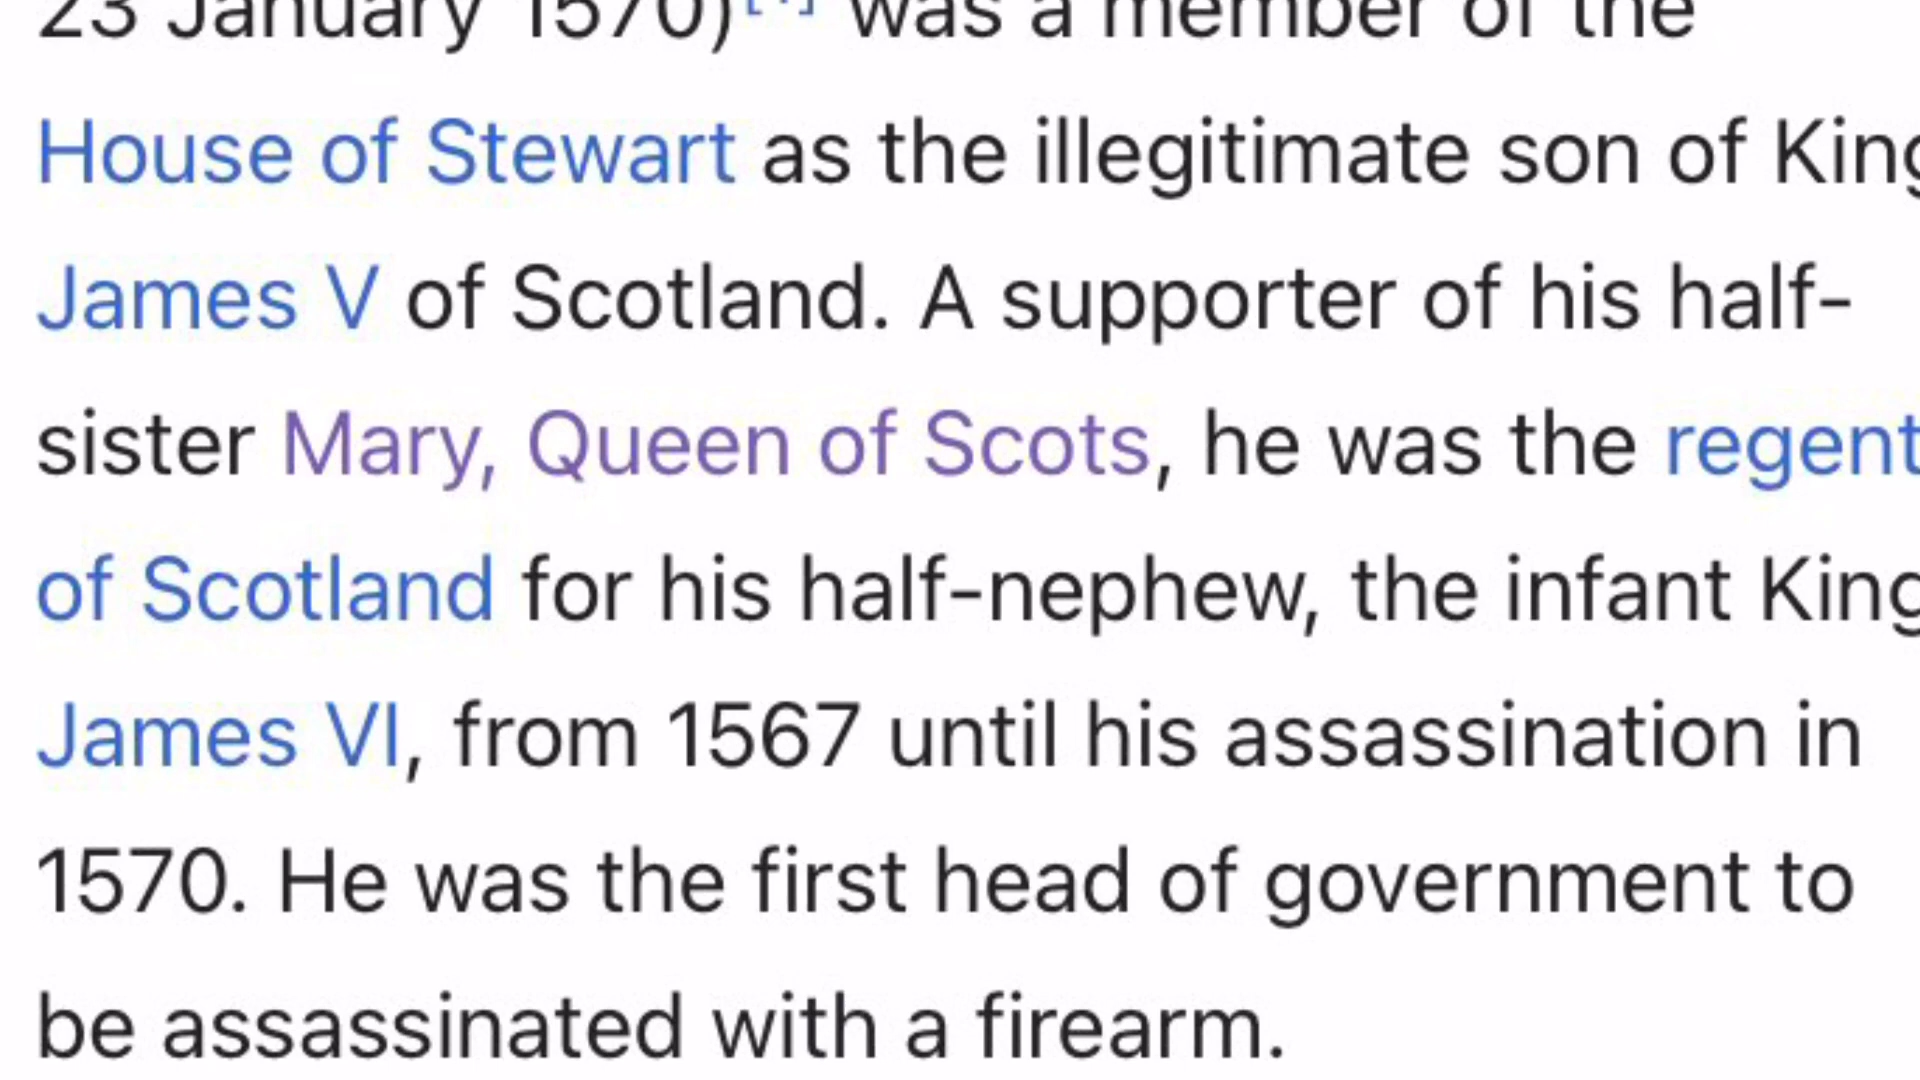 23 January 1570) was a member of the
House of Stewart as the illegitimate son of King
James V of Scotland. A supporter of his half-
sister Mary, Queen of Scots, he was the regent
of Scotland for his half-nephew, the infant King
James VI, from 1567 until his assassination in
1570. He was the first head of government to
be assassinated with a firearm.